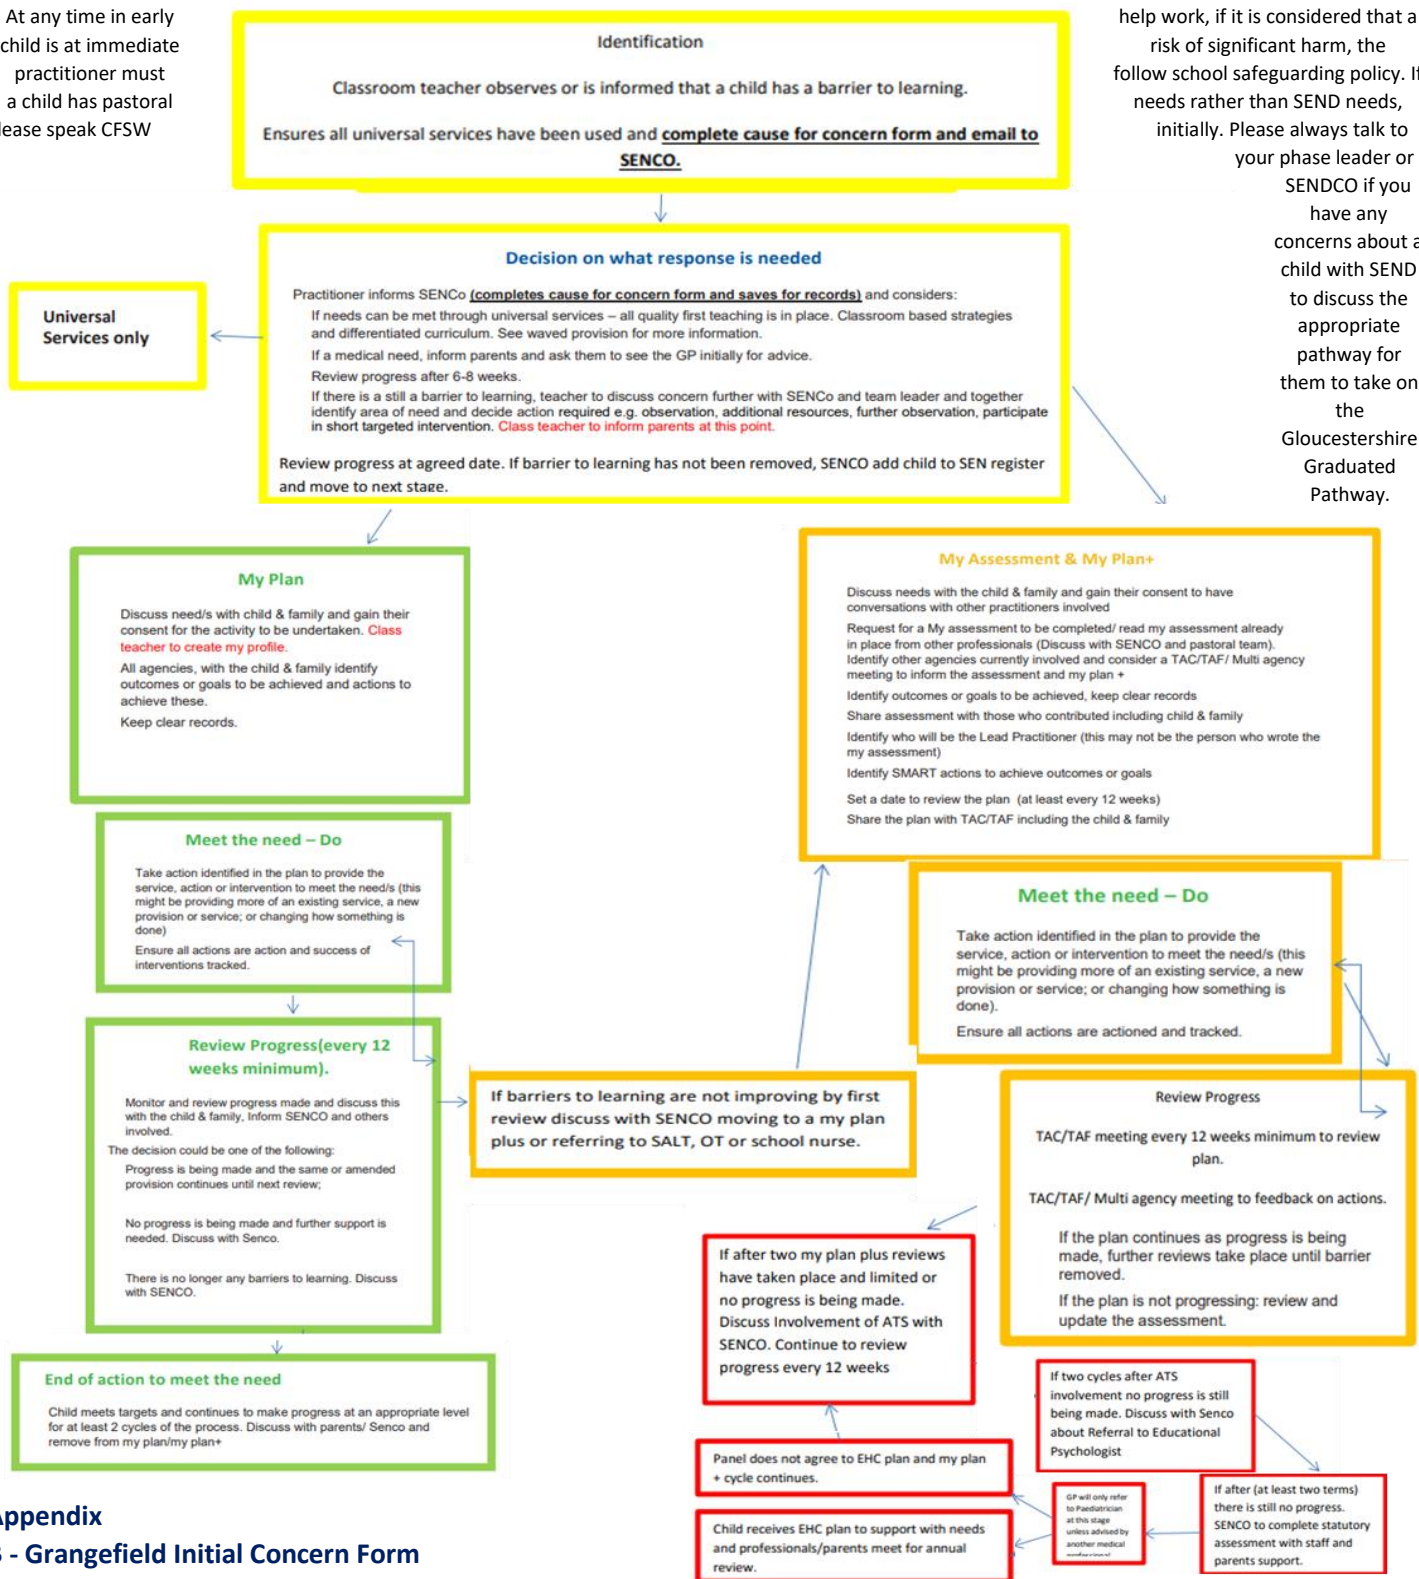 At any time in early
child is at immediate
practitioner must
a child has pastoral
lease speak CFSW
help work, if it is considered that a
risk of significant harm, the
follow school safeguarding policy. If
needs rather than SEND needs,
initially. Please always talk to
your phase leader or
SENDCO if you
have any
concerns about a
child with SEND
to discuss the
appropriate
pathway for
them to take on
the
Gloucestershire
Graduated
Pathway.
Identification
Classroom teacher observes or is informed that a child has a barrier to learning.
Ensures all universal services have been used and complete cause for concern form and email to
SENCO.
Decision on what response is needed
Practitioner informs SENCo (completes cause for concern form and saves for records) and considers:
If needs can be met through universal services – all quality first teaching is in place. Classroom based strategies
and differentiated curriculum. See waved provision for more information.
If a medical need, inform parents and ask them to see the GP initially for advice.
Review progress after 6-8 weeks.
If there is a still a barrier to learning, teacher to discuss concern further with SENCo and team leader and together
identify area of need and decide action required e.g. observation, additional resources, further observation, participate
in short targeted intervention. Class teacher to inform parents at this point.
Review progress at agreed date. If barrier to learning has not been removed, SENCO add child to SEN register
and move to next stage.
Universal
Services only
My Plan
Discuss need/s with child & family and gain their
consent for the activity to be undertaken. Class
teacher to create my profile.
All agencies, with the child & family identify
outcomes or goals to be achieved and actions to
achieve these.
Keep clear records.
My Assessment & My Plan+
Discuss needs with the child & family and gain their consent to have
conversations with other practitioners involved
Request for a My assessment to be completed/ read my assessment already
in place from other professionals (Discuss with SENCO and pastoral team).
Identify other agencies currently involved and consider a TAC/TAF/ Multi agency
meeting to inform the assessment and my plan +
Identify outcomes or goals to be achieved, keep clear records
Share assessment with those who contributed including child & family
Identify who will be the Lead Practitioner (this may not be the person who wrote the
my assessment)
Identify SMART actions to achieve outcomes or goals
Set a date to review the plan (at least every 12 weeks)
Share the plan with TAC/TAF including the child & family
Meet the need – Do
Take action identified in the plan to provide the
service, action or intervention to meet the need/s (this
might be providing more of an existing service, a new
provision or service; or changing how something is
done)
Ensure all actions are action and success of
interventions tracked.
Meet the need – Do
Take action identified in the plan to provide the
service, action or intervention to meet the need/s (this
might be providing more of an existing service, a new
provision or service; or changing how something is
done).
Ensure all actions are actioned and tracked.
Review Progress(every 12
weeks minimum).
Monitor and review progress made and discuss this
with the child & family, Inform SENCO and others
involved.
The decision could be one of the following:
Progress is being made and the same or amended
provision continues until next review;
No progress is being made and further support is
needed. Discuss with Senco.
There is no longer any barriers to learning. Discuss
with SENCO.
If barriers to learning are not improving by first
review discuss with SENCO moving to a my plan
plus or referring to SALT, OT or school nurse.
Review Progress
TAC/TAF meeting every 12 weeks minimum to review
plan.
TAC/TAF/ Multi agency meeting to feedback on actions.
If the plan continues as progress is being
made, further reviews take place until barrier
removed.
If the plan is not progressing: review and
update the assessment.
If after two my plan plus reviews
have taken place and limited or
no progress is being made.
Discuss Involvement of ATS with
SENCO. Continue to review
progress every 12 weeks
End of action to meet the need
Child meets targets and continues to make progress at an appropriate level
for at least 2 cycles of the process. Discuss with parents/ Senco and
remove from my plan/my plan+
If two cycles after ATS
involvement no progress is still
being made. Discuss with Senco
about Referral to Educational
Psychologist
Panel does not agree to EHC plan and my plan
+ cycle continues.
GP will only refer
to Paediatrician
at this stage
unless advised by
another medical
professional
If after (at least two terms)
there is still no progress.
SENCO to complete statutory
assessment with staff and
parents support.
Child receives EHC plan to support with needs
and professionals/parents meet for annual
review.
Appendix
- Grangefield Initial Concern Form